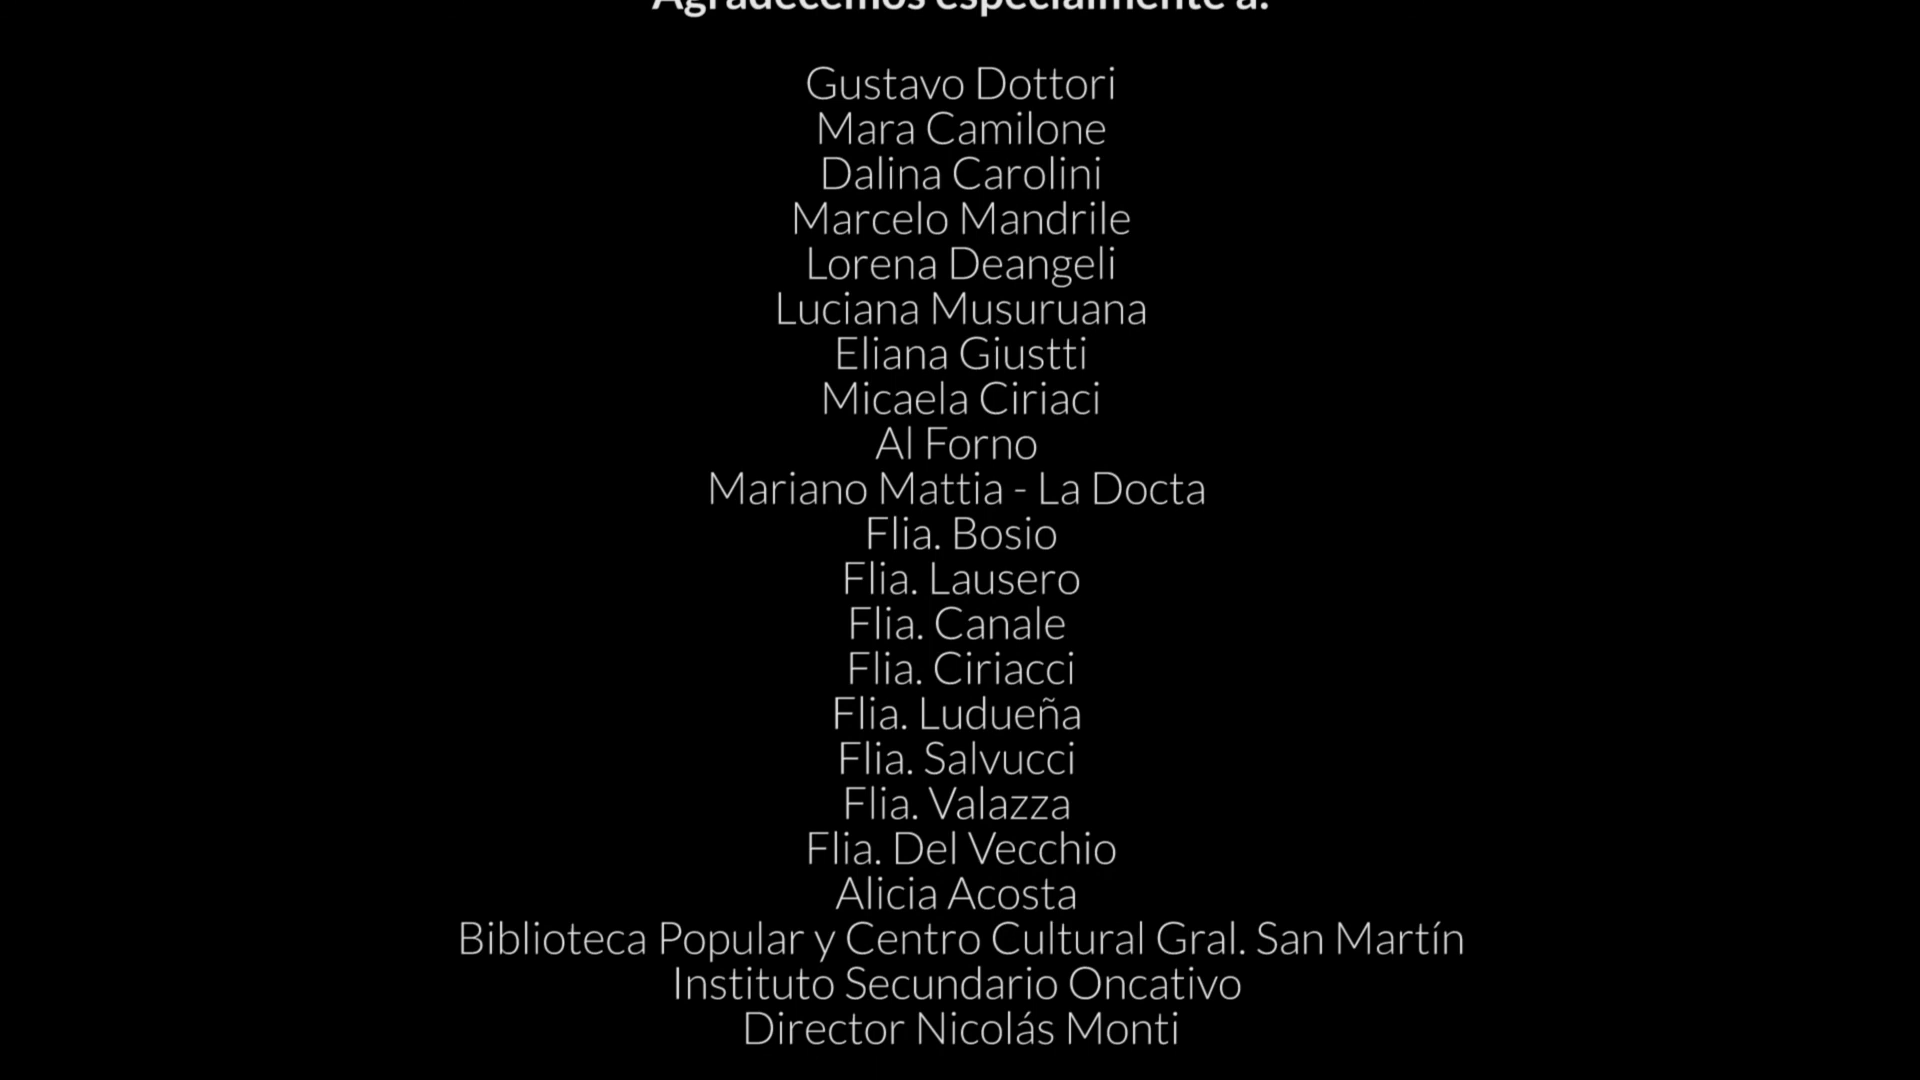 Agradecemos especialmente a:
Gustavo Dottori
Mara Camilone
Dalina Carolini
Marcelo Mandrile
Lorena Deangeli
Luciana Musuruana
Eliana Giustti
Micaela Ciriaci
Al Forno
Mariano Mattia - La Docta
Flia. Bosio
Flia. Lausero
Flia. Canale
Flia. Ciriacci
Flia. Ludueña
Flia. Salvucci
Flia. Valazza
Flia. Del Vecchio
Alicia Acosta
Biblioteca Popular y Centro Cultural Gral. San Martín
Instituto Secundario Oncativo
Director Nicolás Monti